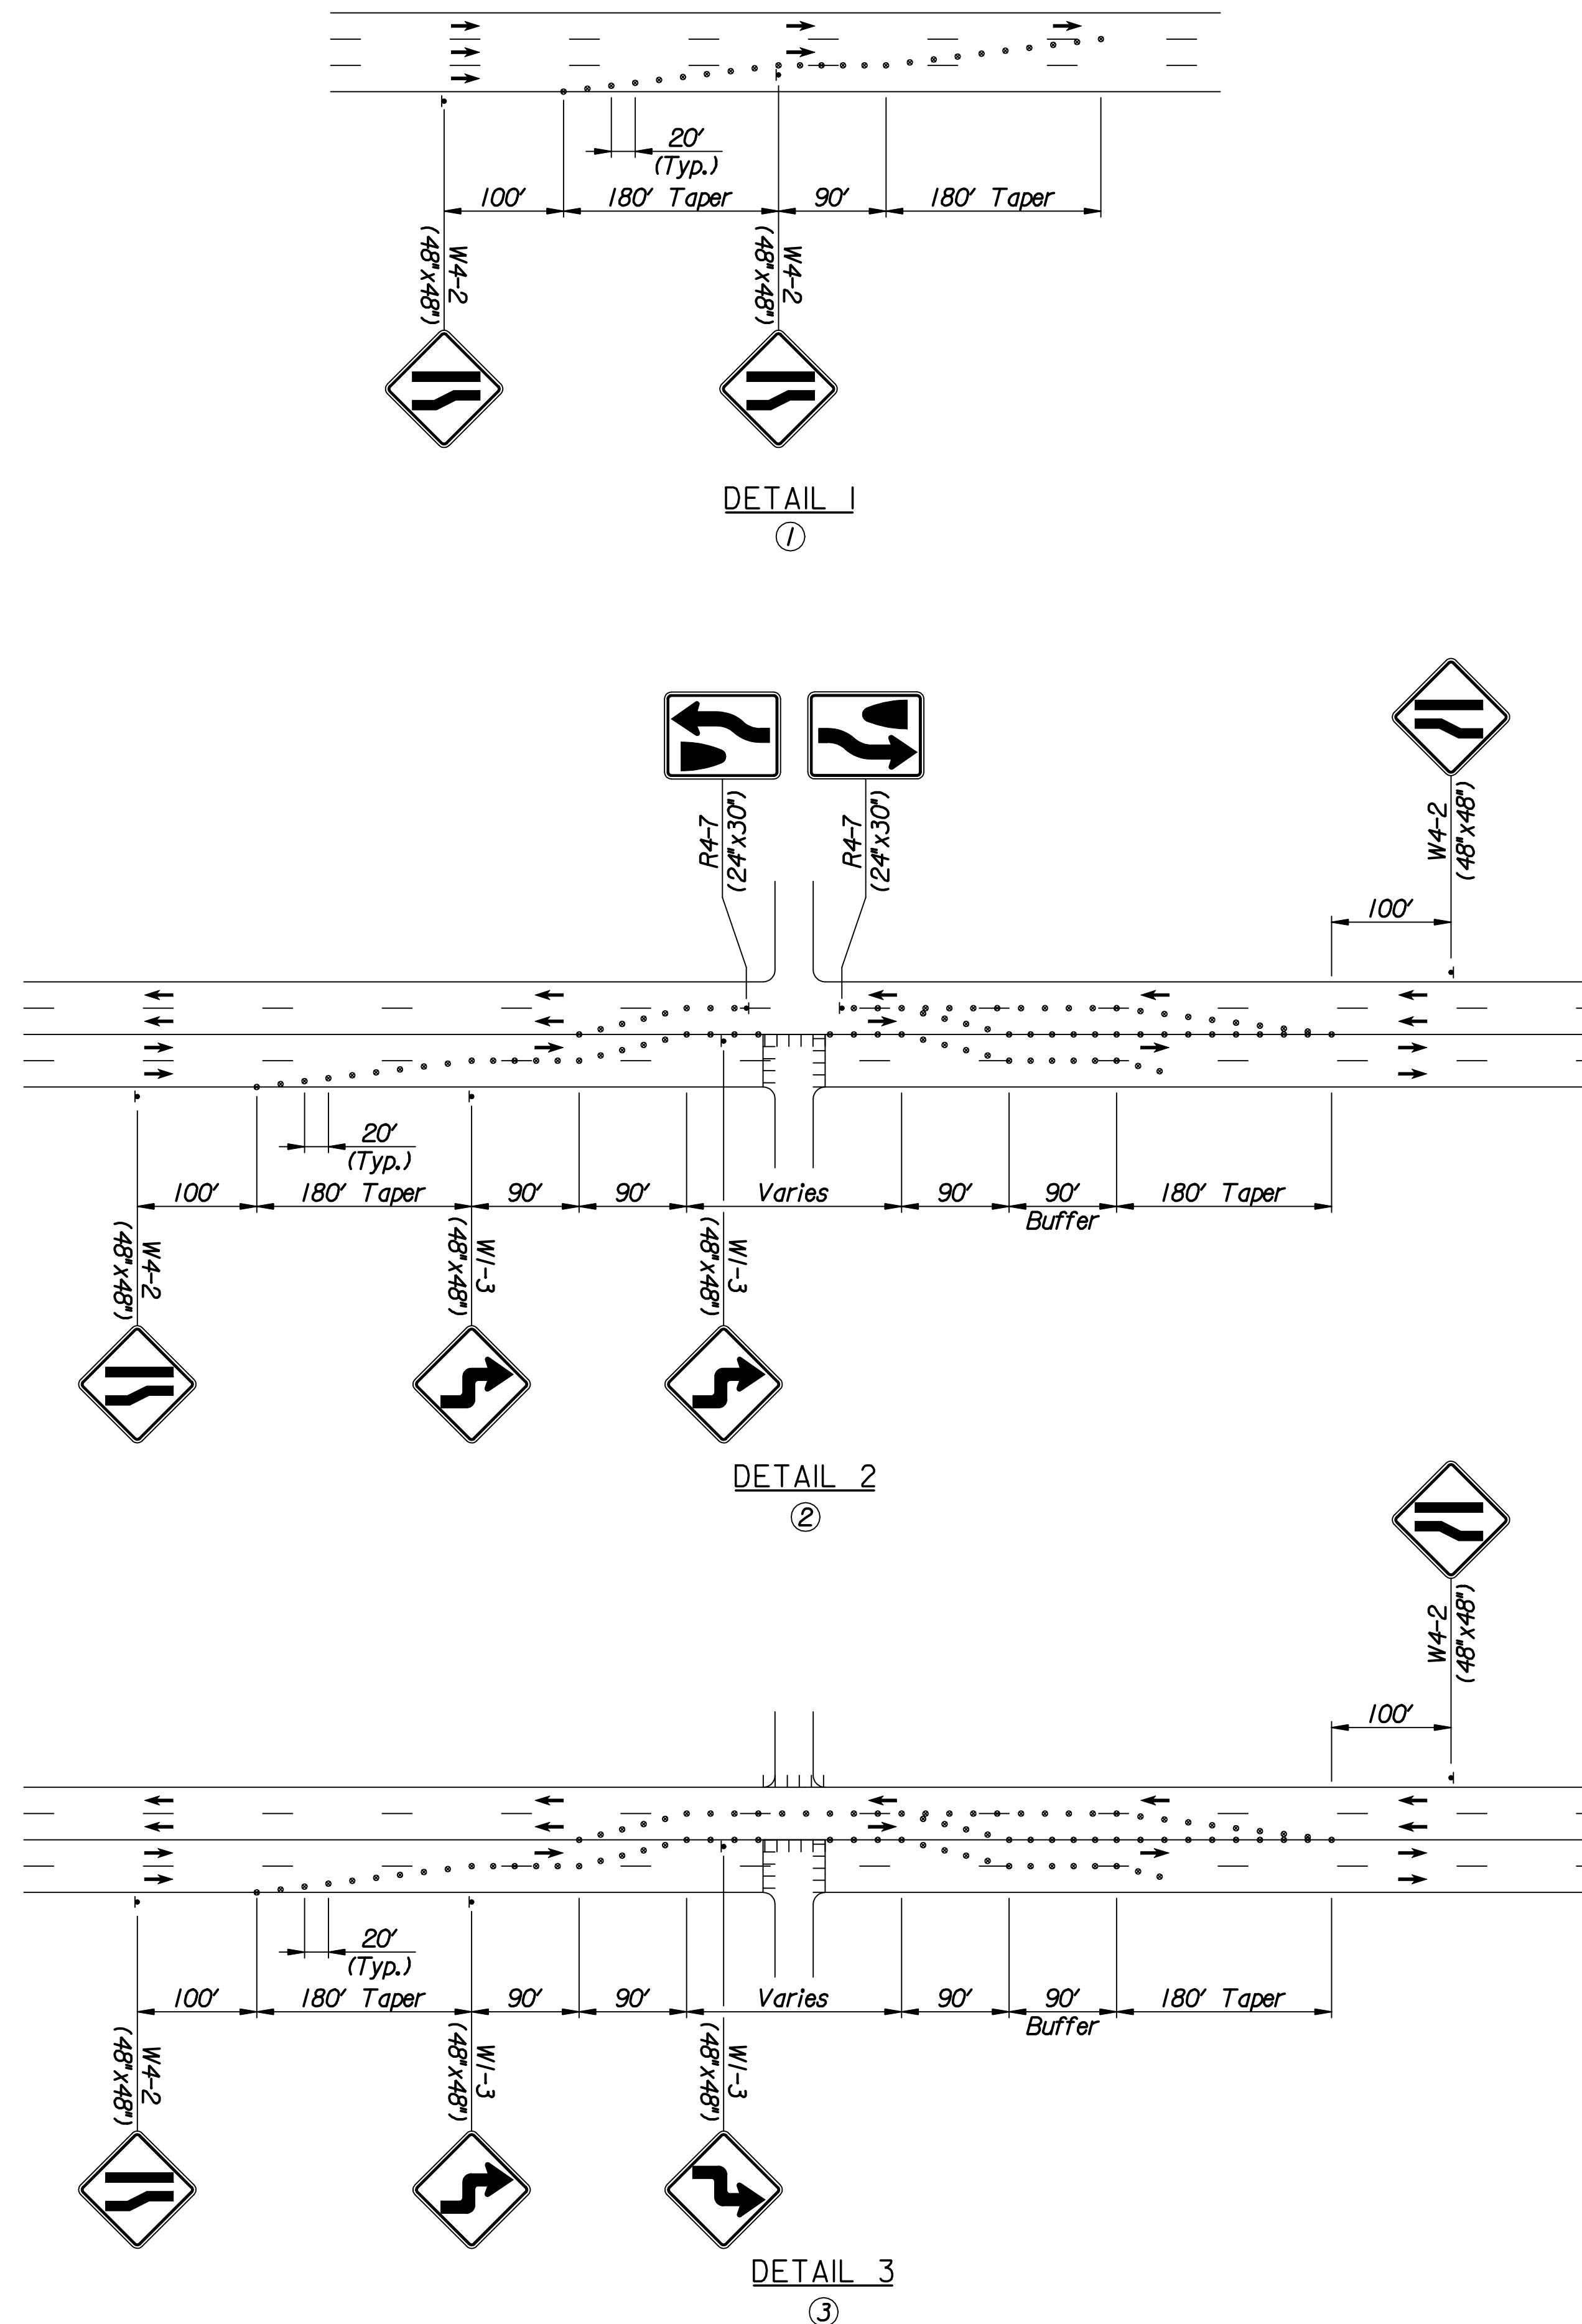 20'
(Typ.)
100'
180' Taper
90'
180' Taper
W4-2
(48"x48")
W4-2
(48"x48")
DETAIL 1
1
R4-7
(24"x30")
R4-7
(24"x30")
W4-2
(48"x48")
100'
20'
(Typ.)
100'
180' Taper
90'
90'
Varies
90'
90'
Buffer
180' Taper
W4-2
(48"x48")
W1-3
(48"x48")
W1-3
(48"x48")
DETAIL 2
2
W4-2
(48"x48")
100'
20'
(Typ.)
100'
180' Taper
90'
90'
Varies
90'
90'
Buffer
180' Taper
W4-2
(48"x48")
W1-3
(48"x48")
W1-3
(48"x48")
DETAIL 3
3